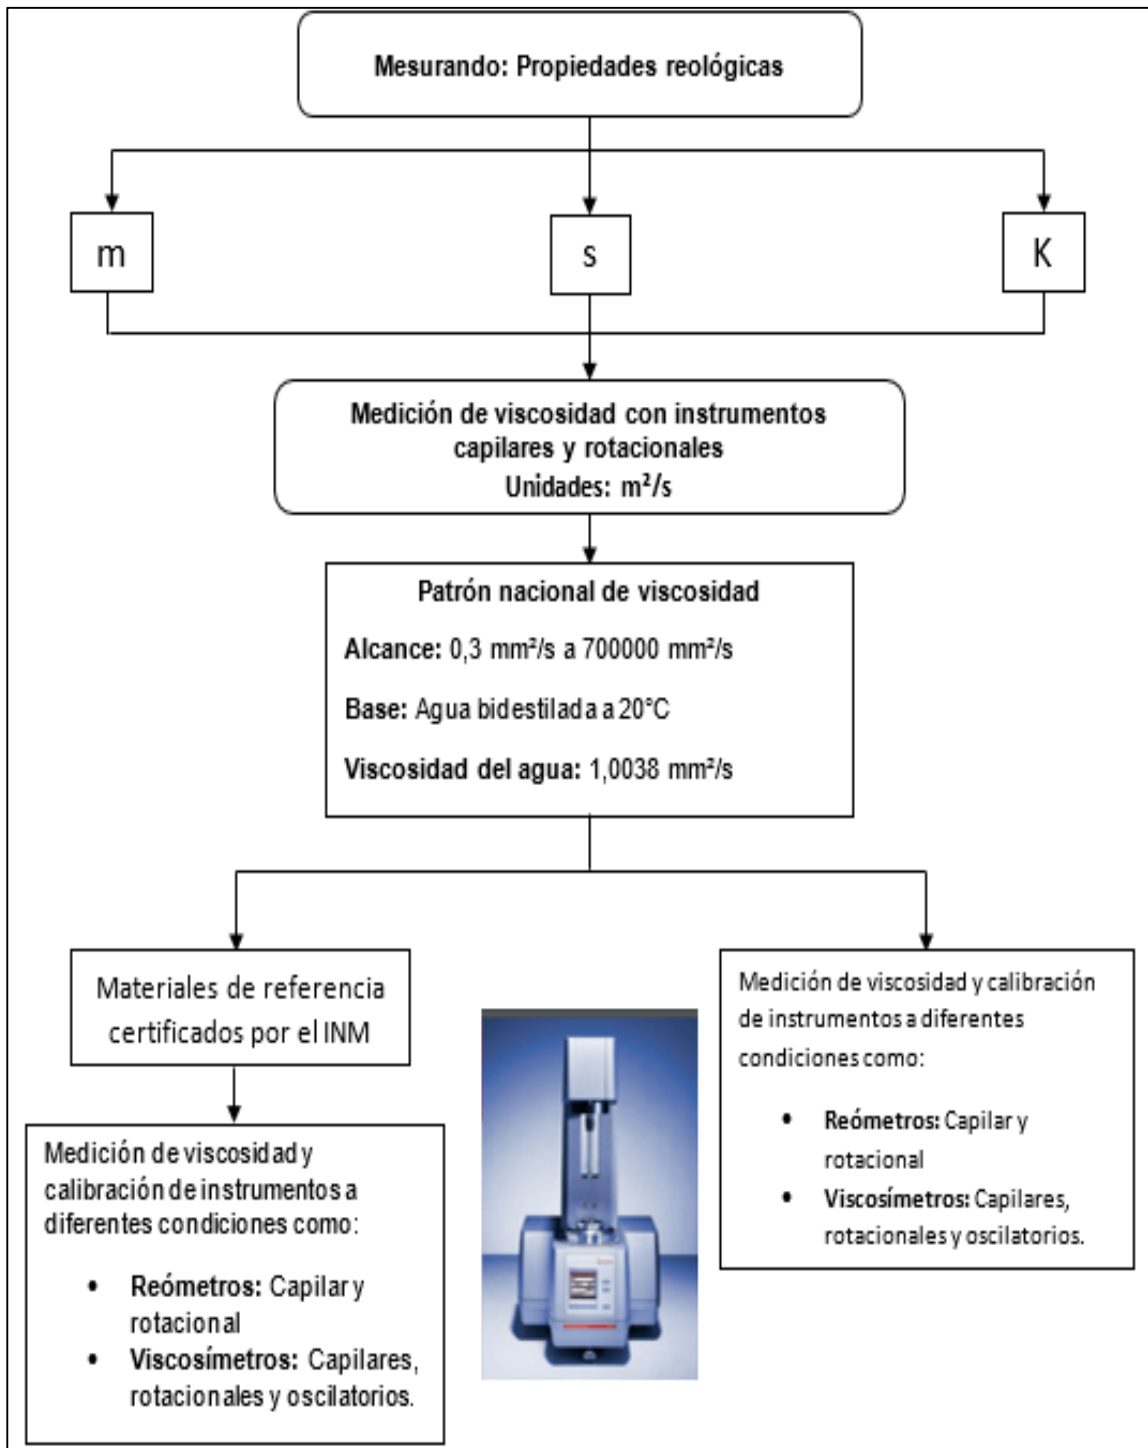 Mesurando: Propiedades reológicas
m
s
K
Medición de viscosidad con instrumentos
capilares y rotacionales
Unidades: m²/s
Patrón nacional de viscosidad
Alcance: 0,3 mm²/s a 700000 mm²/s
Base: Agua bidestilada a 20°C
Viscosidad del agua: 1,0038 mm²/s
Materiales de referencia
certificados por el INM
Medición de viscosidad y
calibración de instrumentos a
diferentes condiciones como:
• Reómetros: Capilar y
rotacional
• Viscosímetros: Capilares,
rotacionales y oscilatorios.
Medición de viscosidad y calibración
de instrumentos a diferentes
condiciones como:
• Reómetros: Capilar y
rotacional
• Viscosímetros: Capilares,
rotacionales y oscilatorios.